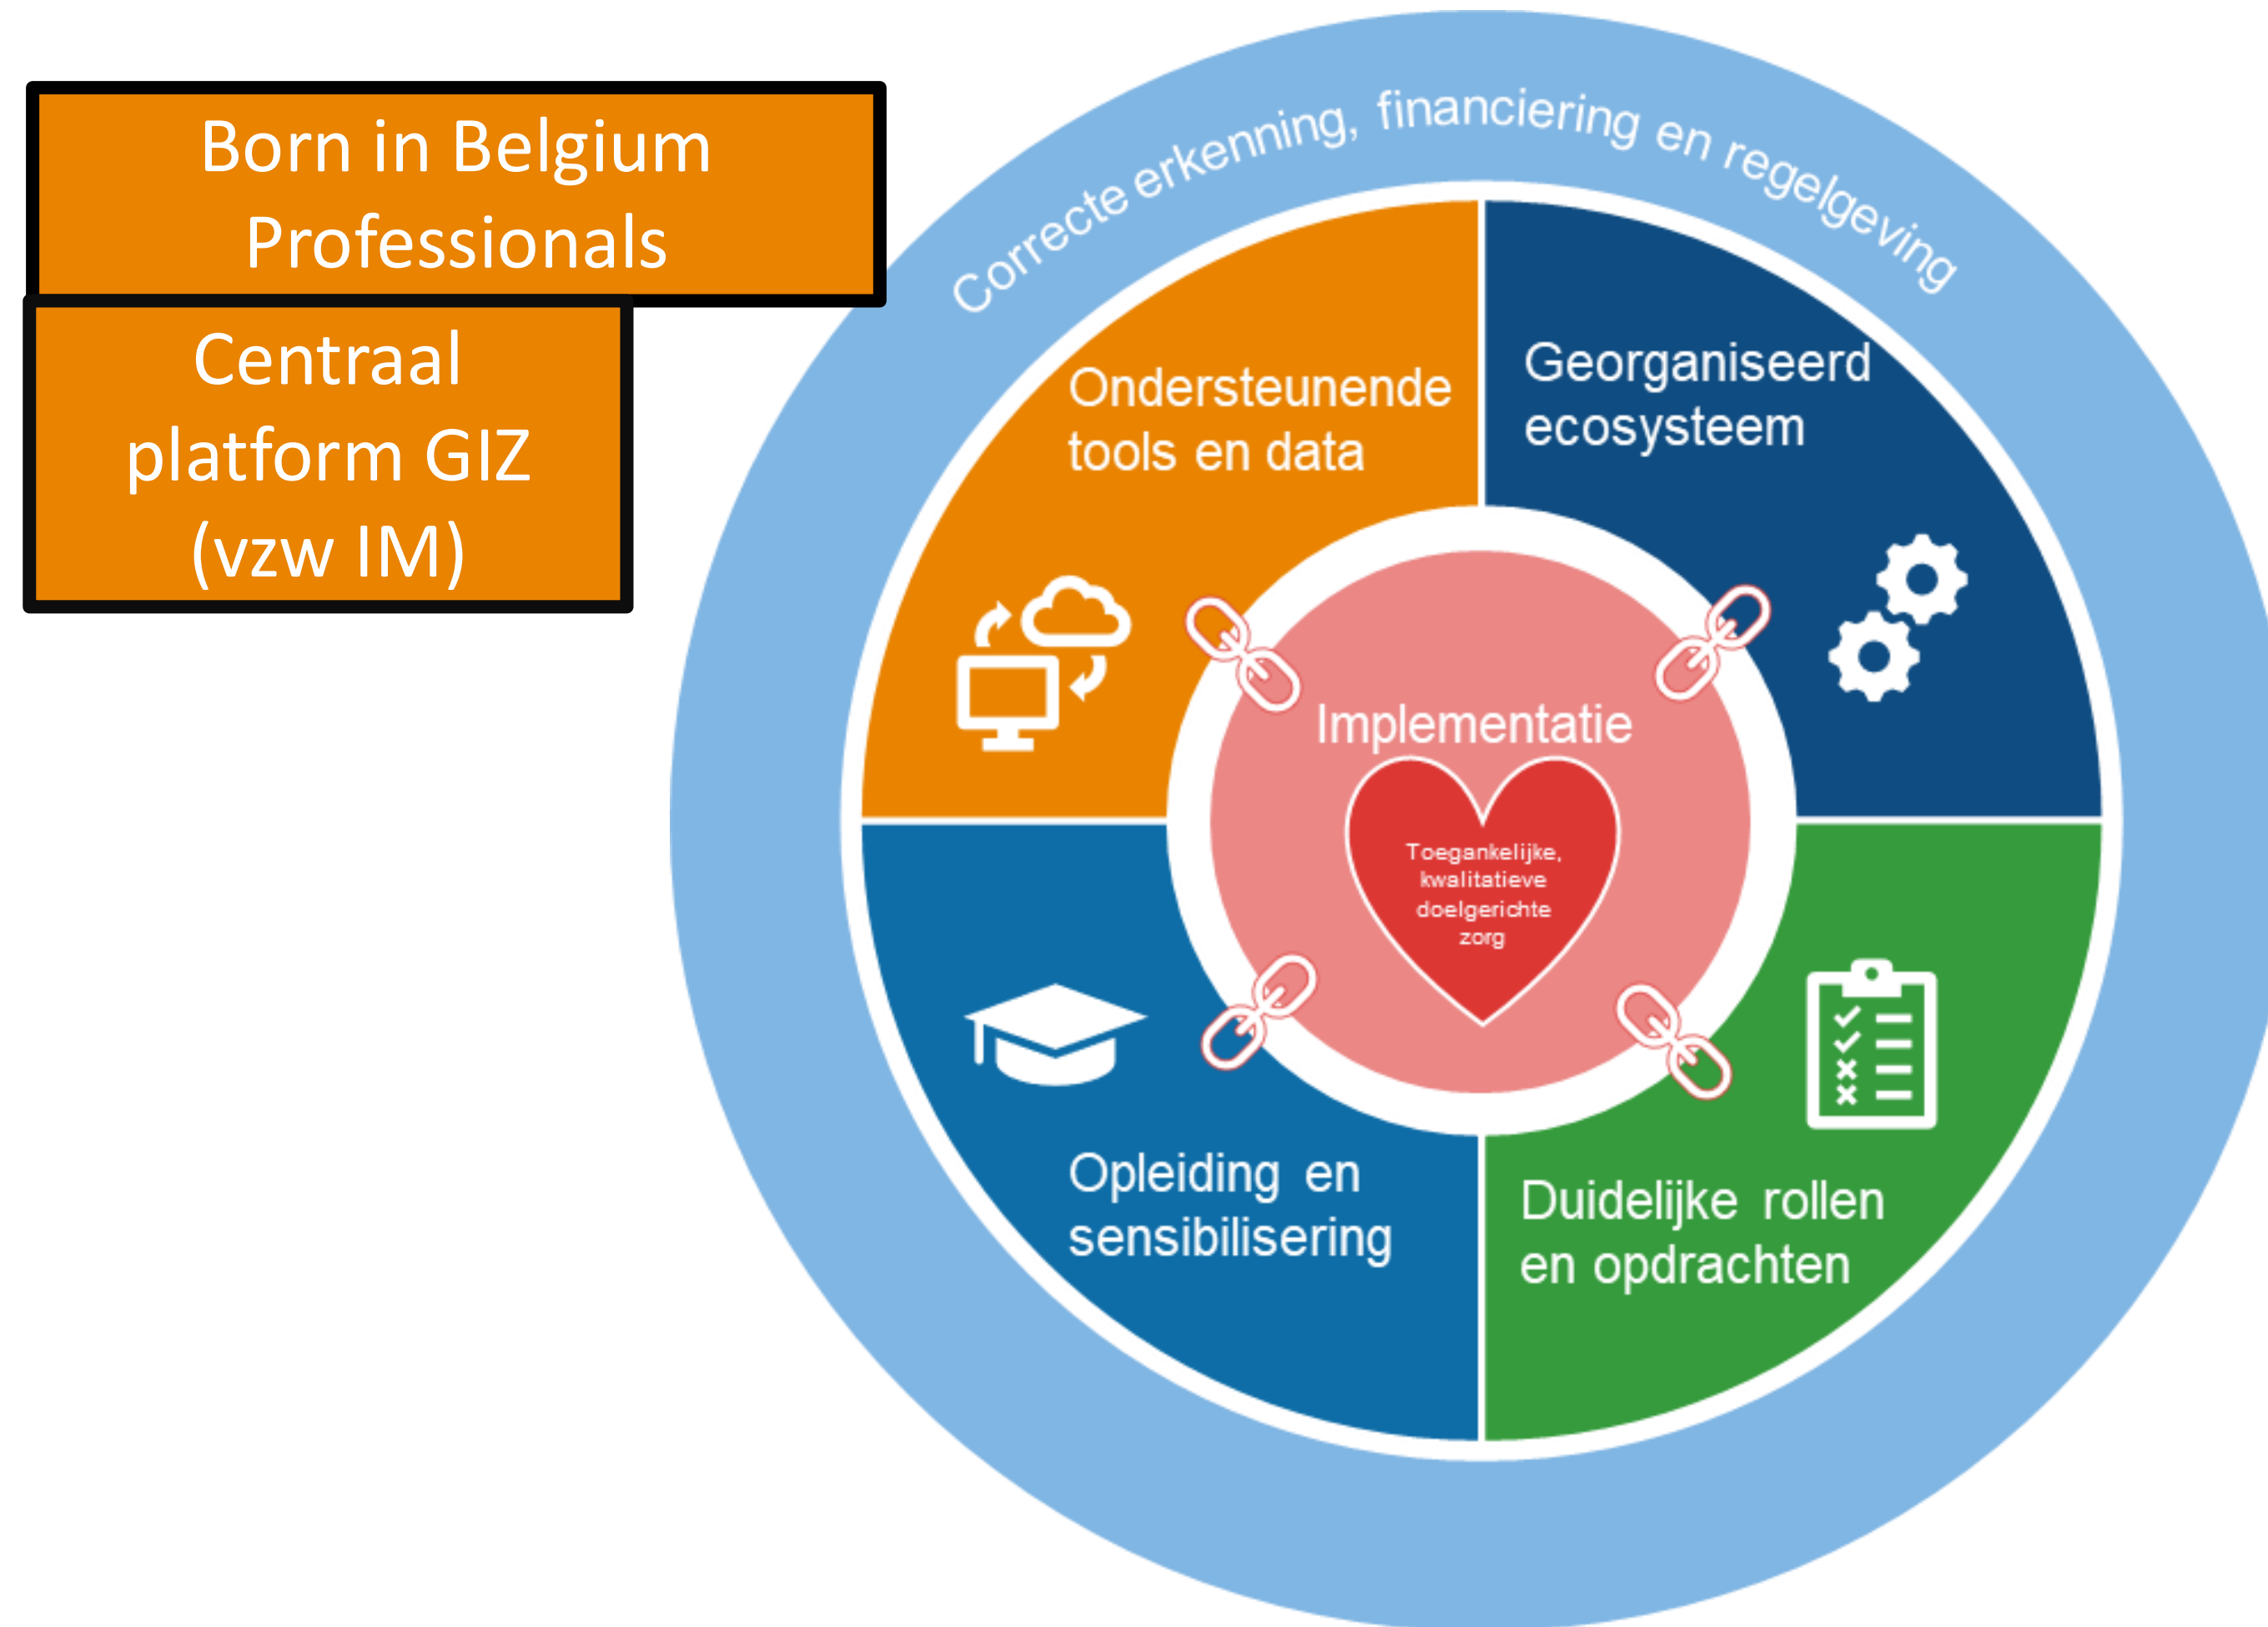 Born in Belgium
Professionals
Centraal
platform GIZ
(vzw IM)
Correcte erkenning, financiering en regelgeving
Ondersteunende
tools en data
Georganiseerd
ecosysteem
Implementatie
Toegankelijke,
kwalitatieve
doelgerichte
zorg
Opleiding en
sensibilisering
Duidelijke rollen
en opdrachten